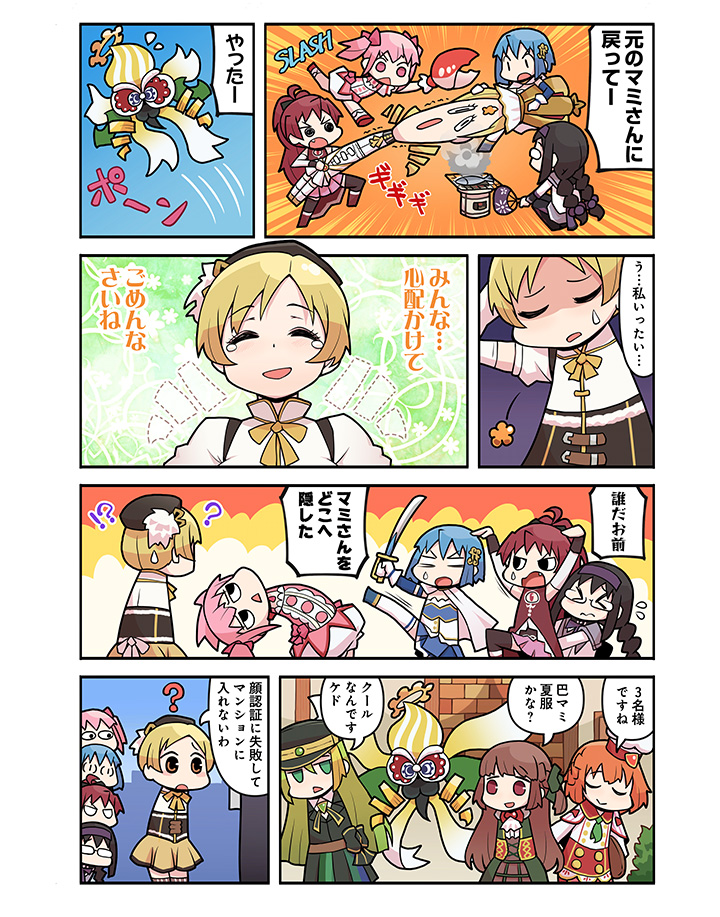 元のマミさんに
戻ってー
SLASH
ギギギ
やったー
ポーン
う…私いったい…
みんな…
心配かけて
ごめんな
さいね
誰だお前
マミさんを
どこへ
隠した
?
!?
3名様
ですね
巴マミ
夏服
かな?
クール
なんです
ケド
顔認証に失敗して
マンションに
入れないわ
?